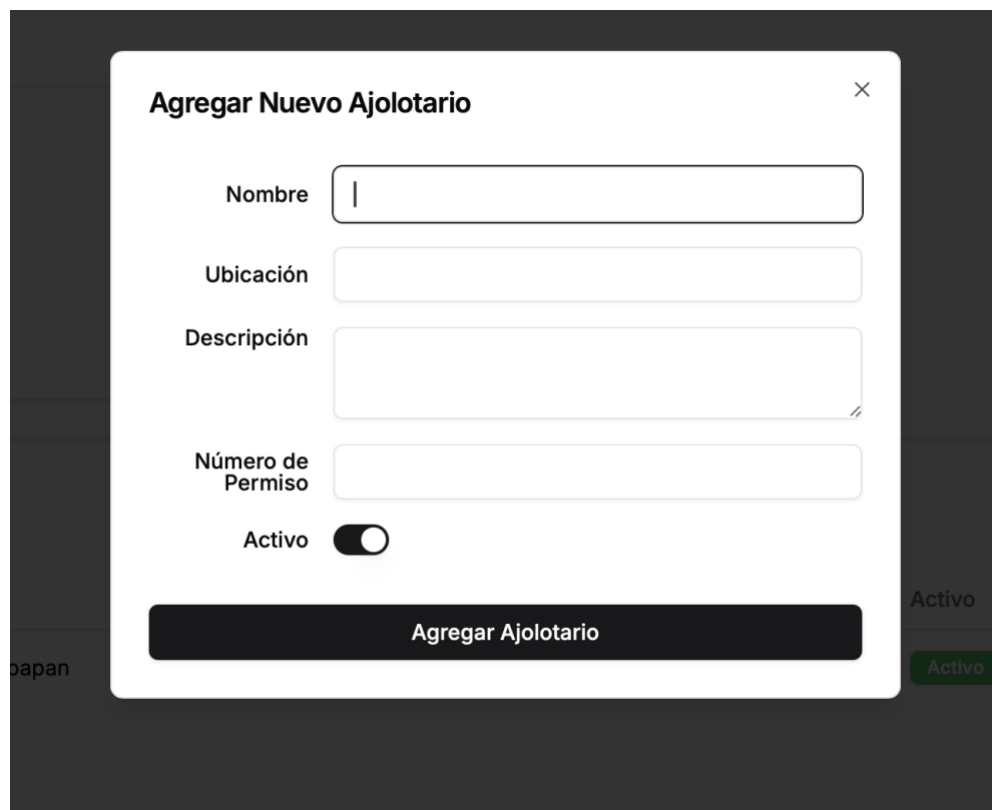 Agregar Nuevo Ajolotario
Nombre
Ubicación
Descripción
Número de
Permiso
Activo
Agregar Ajolotario
Activo
Activo